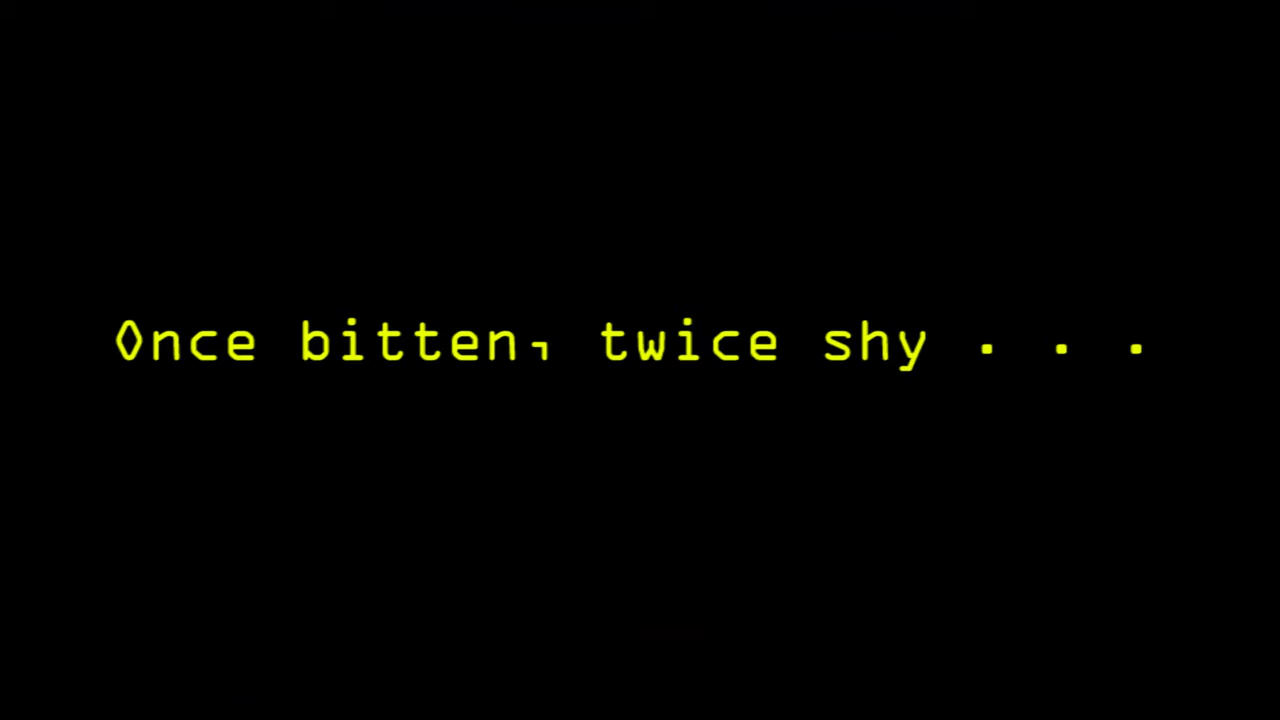 Once bitten, twice shy . . .